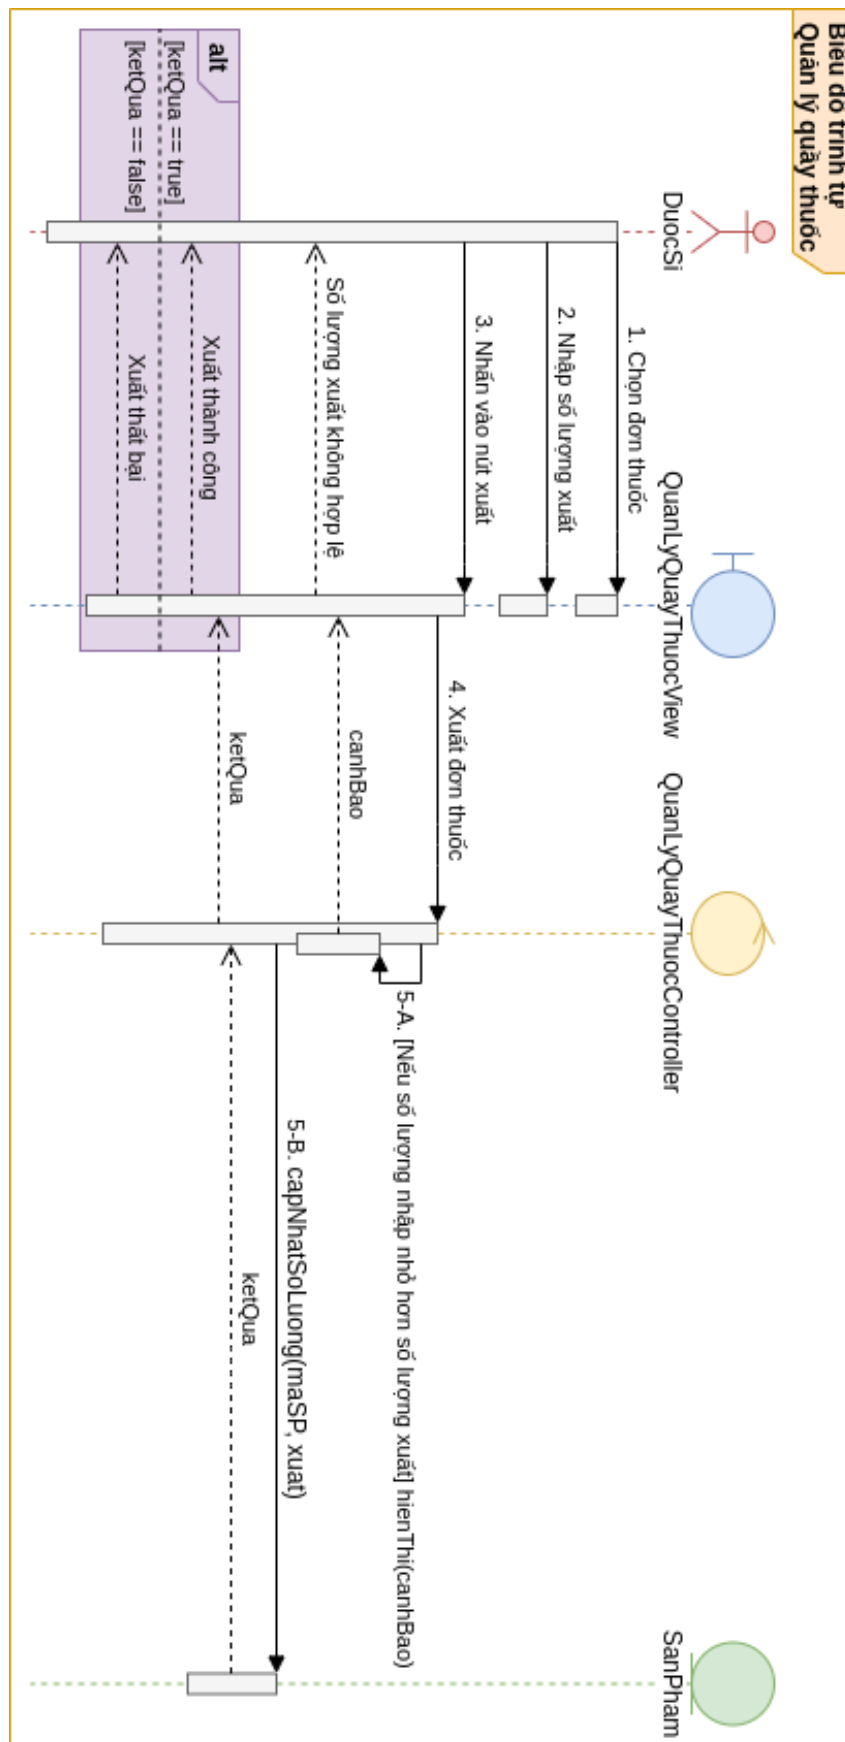 Biểu đồ trình tự
Quản lý quầy thuốc
DuocSi
QuanLyQuayThuocView
QuanLyQuayThuocController
SanPham
1. Chọn đơn thuốc
2. Nhập số lượng xuất
3. Nhấn vào nút xuất
4. Xuất đơn thuốc
5-A. [Nếu số lượng nhập nhỏ hơn số lượng xuất] hienThi(canhBao)
canhBao
Số lượng xuất không hợp lệ
5-B. capNhatSoLuong(maSP, xuat)
ketQua
ketQua
alt
[ketQua == true]
Xuất thành công
[ketQua == false]
Xuất thất bại